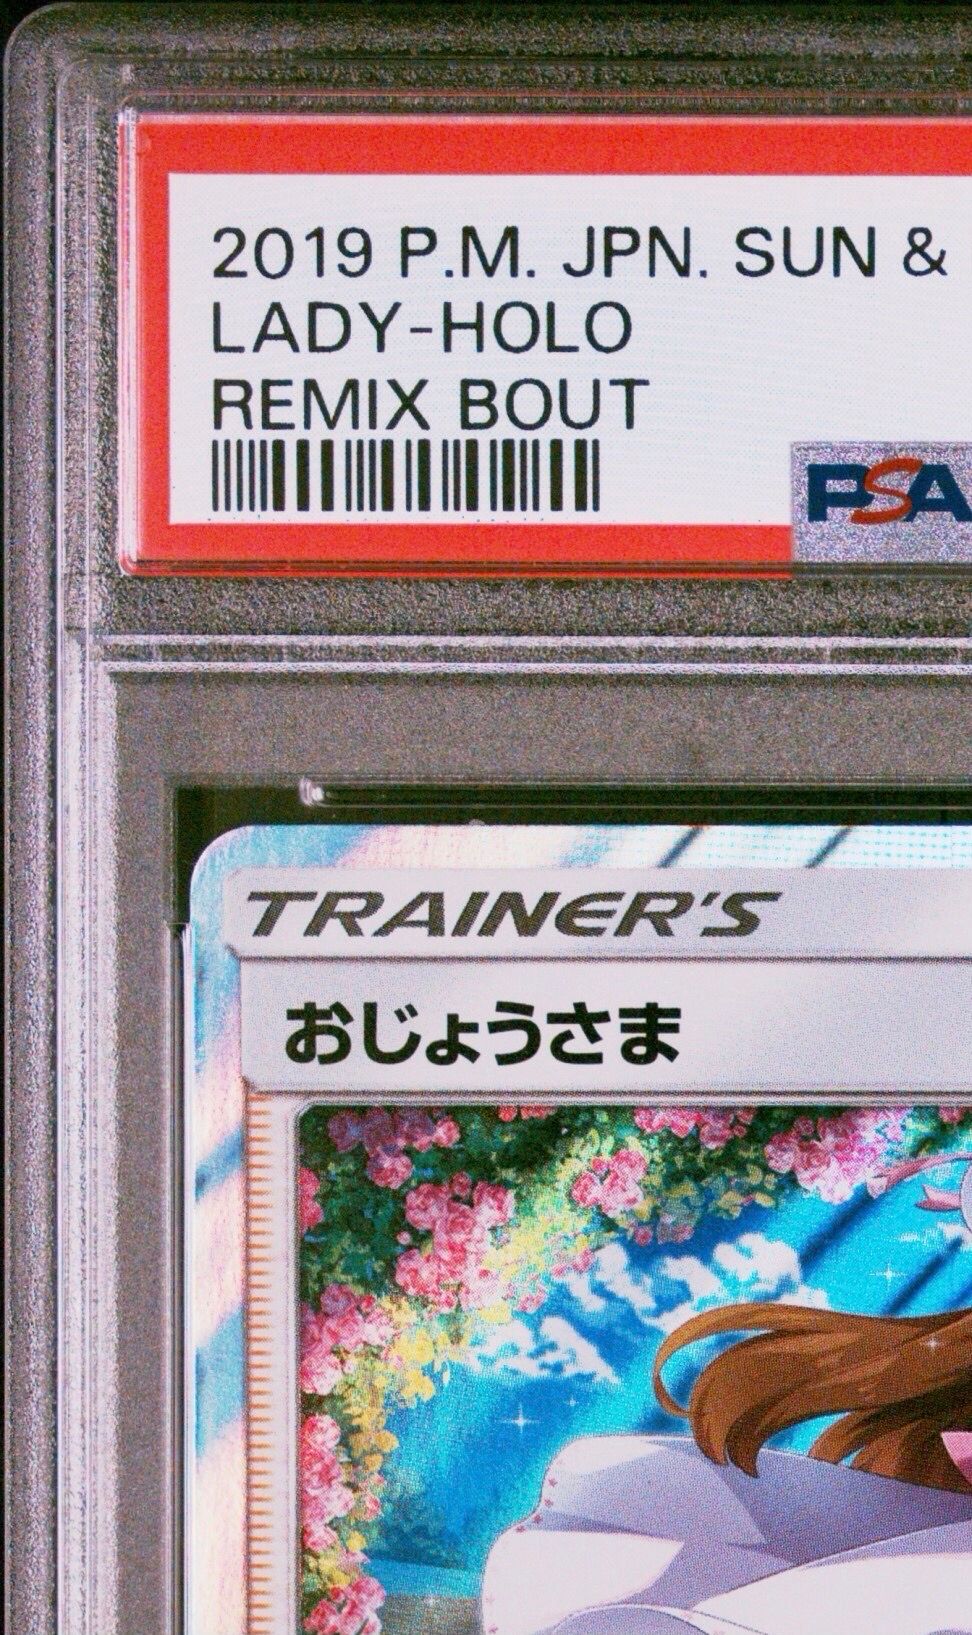 2019 P.M. JPN. SUN &
LADY-HOLO
REMIX BOUT
PSA
TRAINER'S
おじょうさま